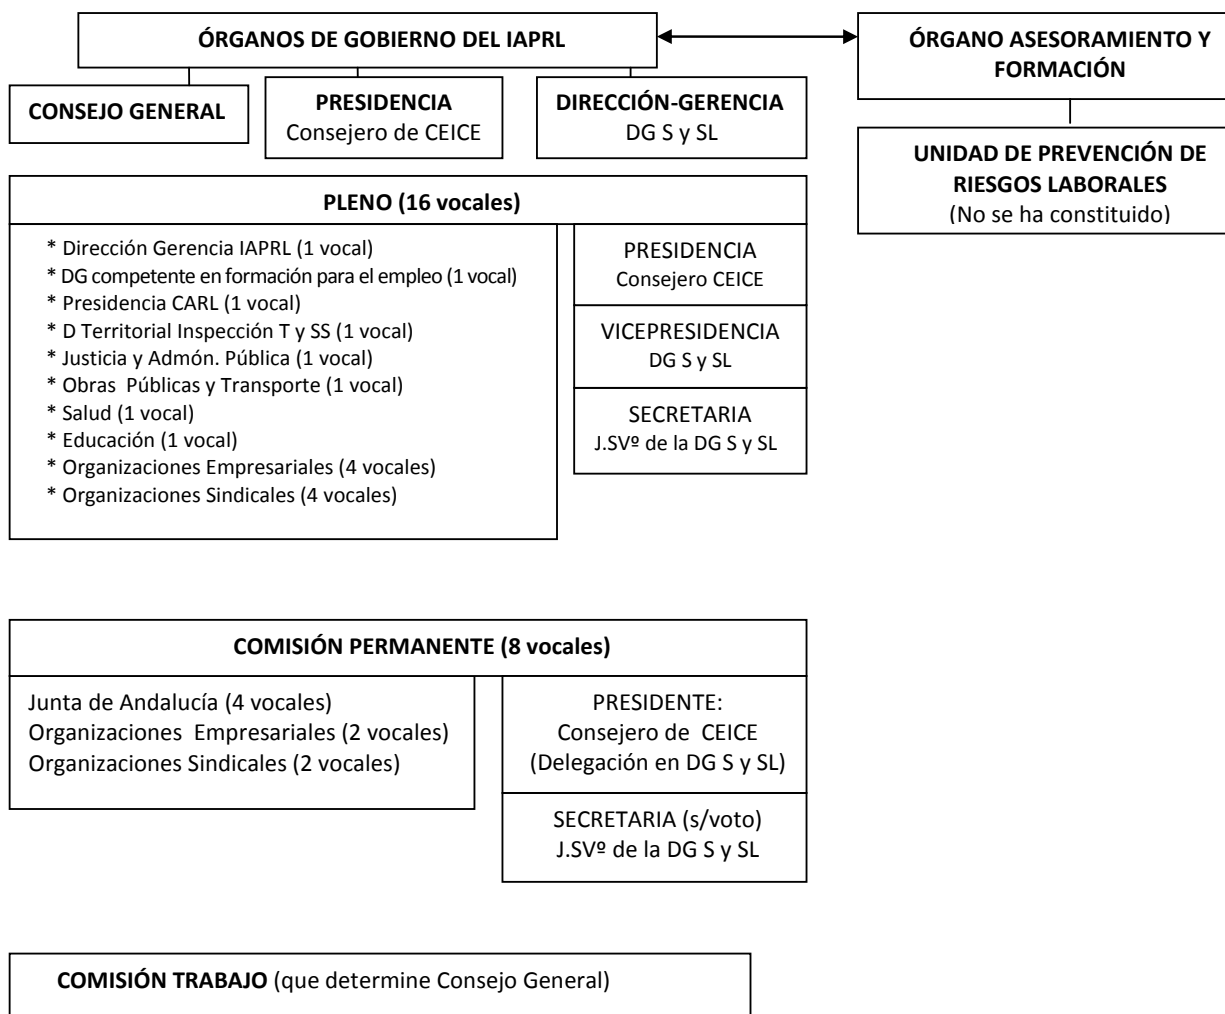 ÓRGANOS DE GOBIERNO DEL IAPRL
ÓRGANO ASESORAMIENTO Y
FORMACIÓN
CONSEJO GENERAL
PRESIDENCIA
Consejero de CEICE
DIRECCIÓN-GERENCIA
DG S y SL
UNIDAD DE PREVENCIÓN DE
RIESGOS LABORALES
(No se ha constituido)
PLENO (16 vocales)
* Dirección Gerencia IAPRL (1 vocal)
* DG competente en formación para el empleo (1 vocal)
* Presidencia CARL (1 vocal)
* D Territorial Inspección T y SS (1 vocal)
* Justicia y Admón. Pública (1 vocal)
* Obras  Públicas y Transporte (1 vocal)
* Salud (1 vocal)
* Educación (1 vocal)
* Organizaciones Empresariales (4 vocales)
* Organizaciones Sindicales (4 vocales)
PRESIDENCIA
Consejero CEICE
VICEPRESIDENCIA
DG S y SL
SECRETARIA
J.SVº de la DG S y SL
COMISIÓN PERMANENTE (8 vocales)
Junta de Andalucía (4 vocales)
Organizaciones  Empresariales (2 vocales)
Organizaciones Sindicales (2 vocales)
PRESIDENTE:
Consejero de  CEICE
(Delegación en DG S y SL)
SECRETARIA (s/voto)
J.SVº de la DG S y SL
COMISIÓN TRABAJO (que determine Consejo General)